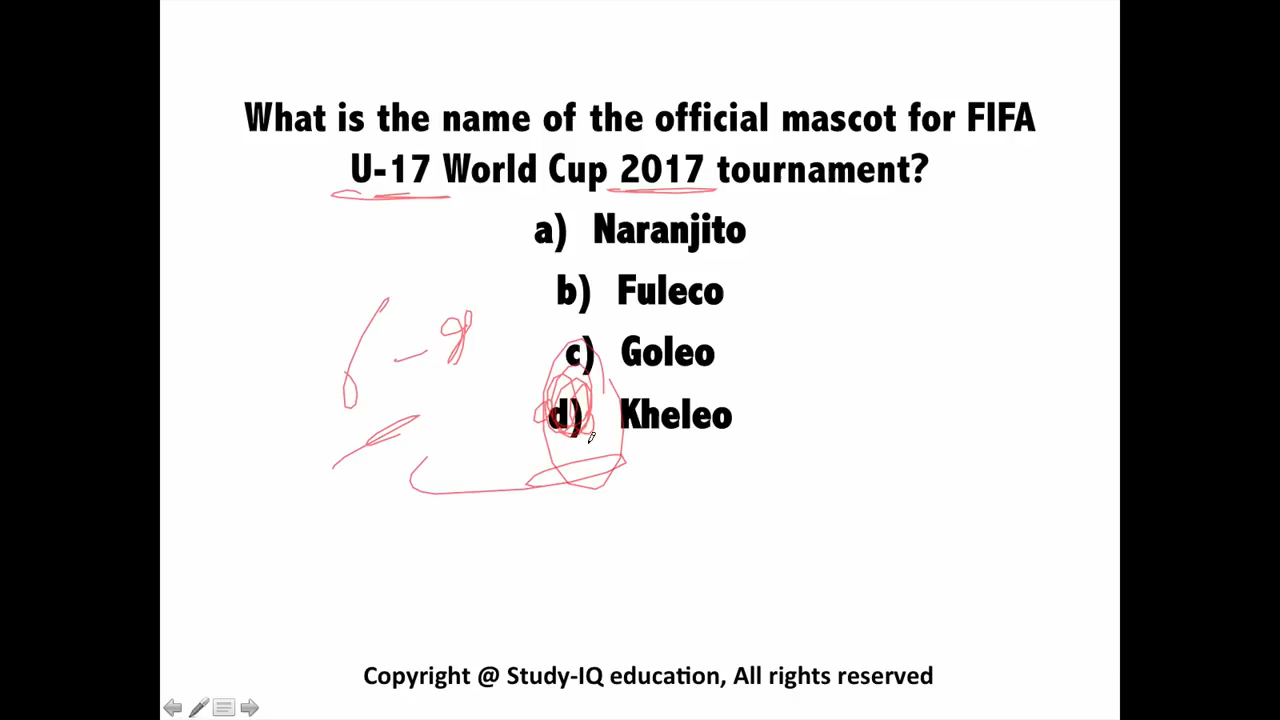 What is the name of the official mascot for FIFA
U-17 World Cup 2017 tournament?
a) Naranjito
b) Fuleco
c) Goleo
d) Kheleo
Copyright @ Study-IQ education, All rights reserved